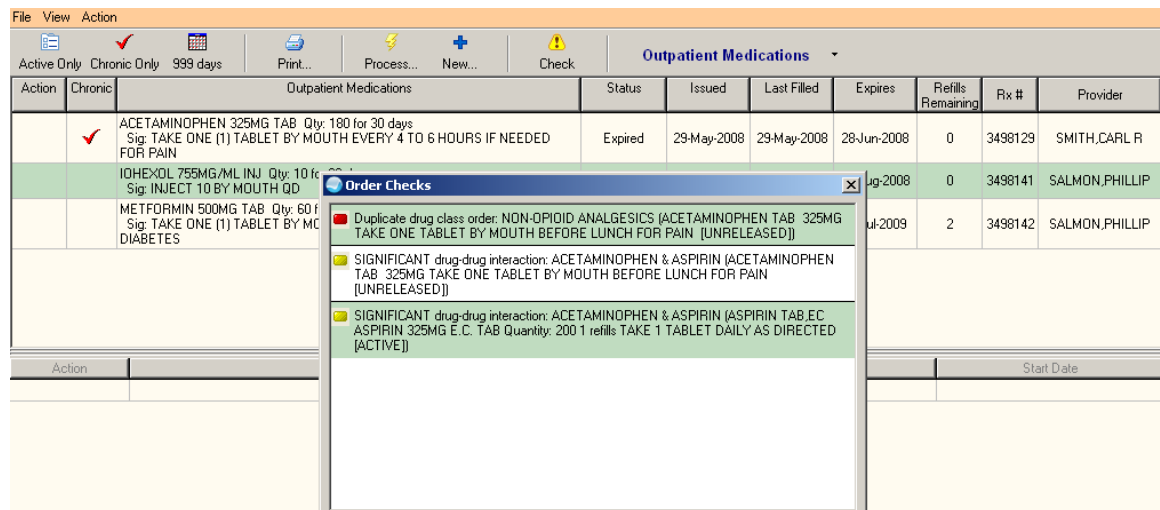 File View Action
Active Only Chronic Only 999 days Print... Process... New... Check Outpatient Medications
Action Chronic Outpatient Medications Status Issued Last Filled Expires Refills Remaining Rx # Provider
ACETAMINOPHEN 325MG TAB Qty: 180 for 30 days
Sig: TAKE ONE (1) TABLET BY MOUTH EVERY 4 TO 6 HOURS IF NEEDED
FOR PAIN
Expired 29-May-2008 29-May-2008 28-Jun-2008 0 3498129 SMITH,CARL R
IOHEXOL 755MG/ML INJ Qty: 10
Sig: INJECT 10 BY MOUTH QD
ug-2008 0 3498141 SALMON,PHILLIP
METFORMIN 500MG TAB Qty: 60 f
Sig: TAKE ONE (1) TABLET BY MO
DIABETES
ul-2009 2 3498142 SALMON,PHILLIP
Order Checks
Duplicate drug class order: NON-OPIOID ANALGESICS (ACETAMINOPHEN TAB 325MG
TAKE ONE TABLET BY MOUTH BEFORE LUNCH FOR PAIN [UNRELEASED])
SIGNIFICANT drug-drug interaction: ACETAMINOPHEN & ASPIRIN (ACETAMINOPHEN
TAB 325MG TAKE ONE TABLET BY MOUTH BEFORE LUNCH FOR PAIN
[UNRELEASED])
SIGNIFICANT drug-drug interaction: ACETAMINOPHEN & ASPIRIN (ASPIRIN TAB,EC
ASPIRIN 325MG E.C. TAB Quantity: 200 1 refills TAKE 1 TABLET DAILY AS DIRECTED
[ACTIVE])
Action Start Date